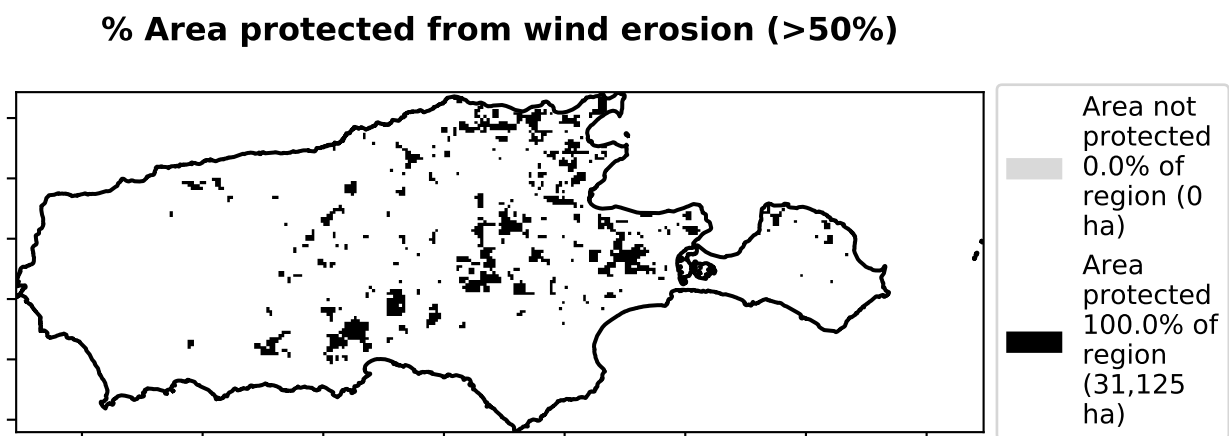 % Area protected from wind erosion (>50%)
Area not
protected
0.0% of
region (0
ha)
Area
protected
100.0% of
region
(31,125
ha)